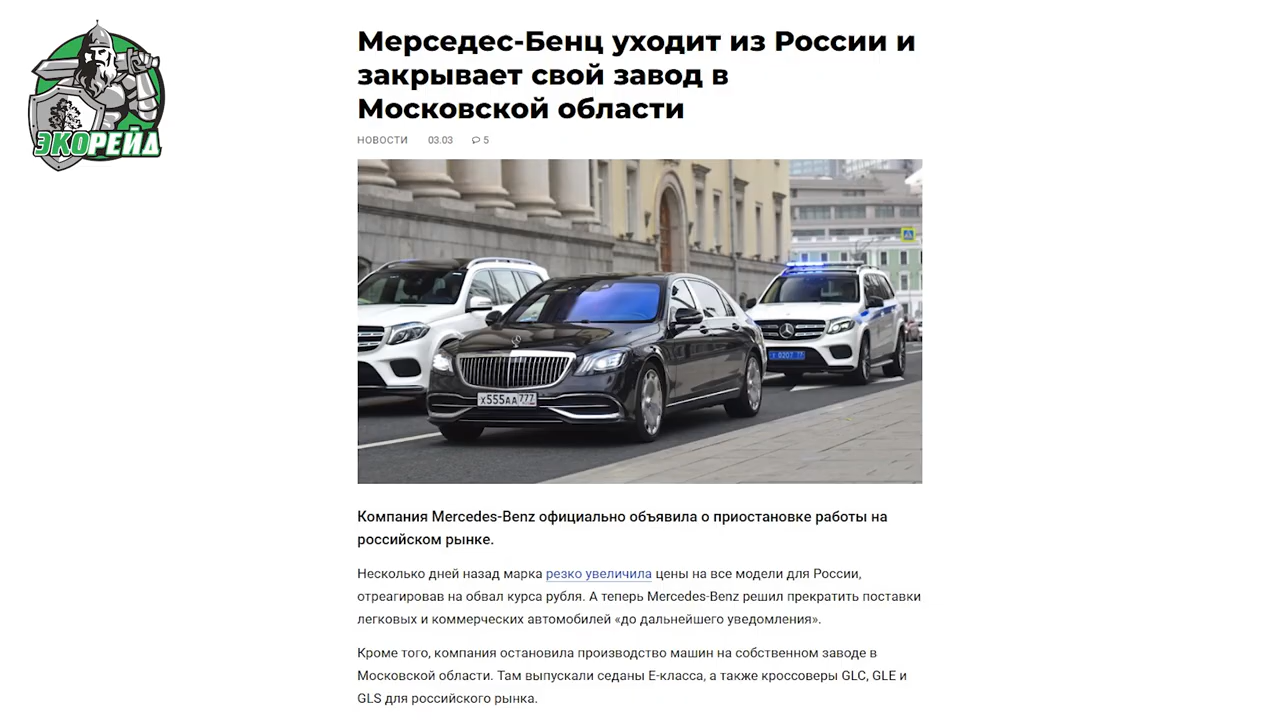 ЭКОРЕЙД
Мерседес-Бенц уходит из России и
закрывает свой завод в
Московской области
НОВОСТИ 03.03 5
х555аа 777
Компания Mercedes-Benz официально объявила о приостановке работы на
российском рынке.
Несколько дней назад марка резко увеличила цены на все модели для России,
отреагировав на обвал курса рубля. А теперь Mercedes-Benz решил прекратить поставки
легковых и коммерческих автомобилей «до дальнейшего уведомления».
Кроме того, компания остановила производство машин на собственном заводе в
Московской области. Там выпускали седаны Е-класса, а также кроссоверы GLC, GLE и
GLS для российского рынка.